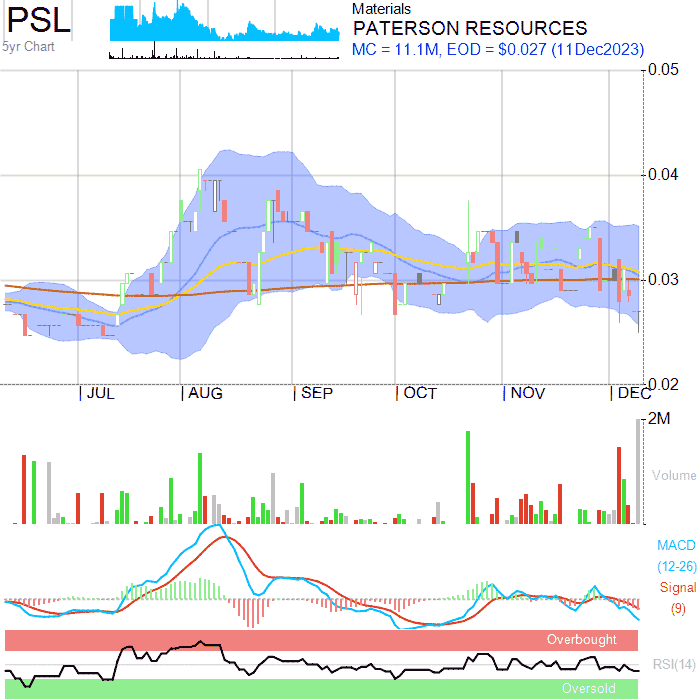 PSL
5yr Chart
Materials
PATERSON RESOURCES
MC = 11.1M, EOD = $0.027 (11Dec2023)
0.05
0.04
0.03
0.02
JUL AUG SEP OCT NOV DEC
2M
Volume
MACD
(12-26)
Signal
(9)
Overbought
RSI(14)
Oversold